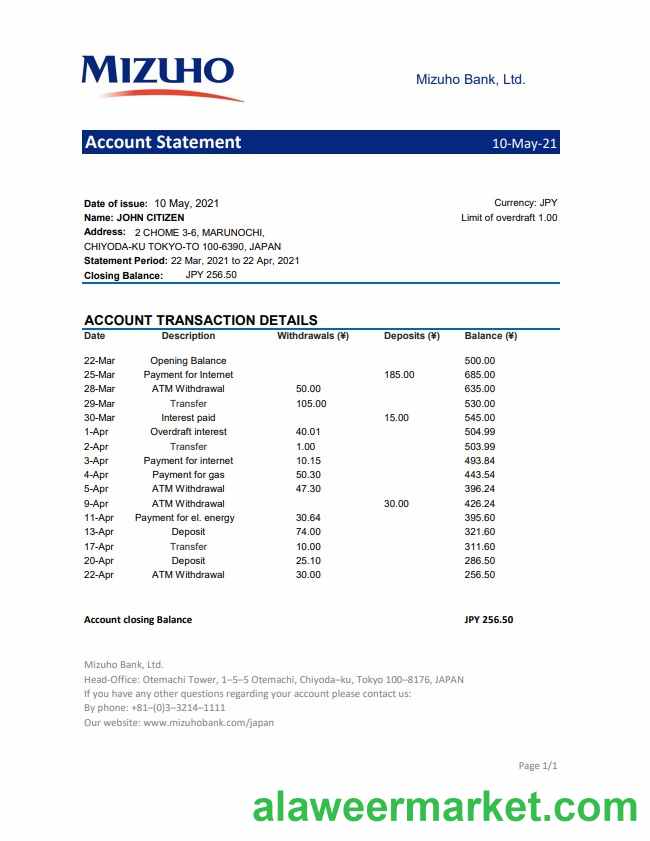 MIZUHO
Mizuho Bank, Ltd.
Account Statement 10-May-21
Date of issue: 10 May, 2021 Currency: JPY
Name: JOHN CITIZEN Limit of overdraft 1.00
Address: 2 CHOME 3-6, MARUNOCHI,
CHIYODA-KU TOKYO-TO 100-6390, JAPAN
Statement Period: 22 Mar, 2021 to 22 Apr, 2021
Closing Balance: JPY 256.50
ACCOUNT TRANSACTION DETAILS
Date Description Withdrawals (¥) Deposits (¥) Balance (¥)
22-Mar Opening Balance 500.00
25-Mar Payment for Internet 185.00 685.00
28-Mar ATM Withdrawal 50.00 635.00
29-Mar Transfer 105.00 530.00
30-Mar Interest paid 15.00 545.00
1-Apr Overdraft interest 40.01 504.99
2-Apr Transfer 1.00 503.99
3-Apr Payment for internet 10.15 493.84
4-Apr Payment for gas 50.30 443.54
5-Apr ATM Withdrawal 47.30 396.24
9-Apr ATM Withdrawal 30.00 426.24
11-Apr Payment for el. energy 30.64 395.60
13-Apr Deposit 74.00 321.60
17-Apr Transfer 10.00 311.60
20-Apr Deposit 25.10 286.50
22-Apr ATM Withdrawal 30.00 256.50
Account closing Balance JPY 256.50
Mizuho Bank, Ltd.
Head-Office: Otemachi Tower, 1–5–5 Otemachi, Chiyoda–ku, Tokyo 100–8176, JAPAN
If you have any other questions regarding your account please contact us:
By phone: +81–(0)3–3214–1111
Our website: www.mizuhobank.com/japan
Page 1/1
alaweermarket.com